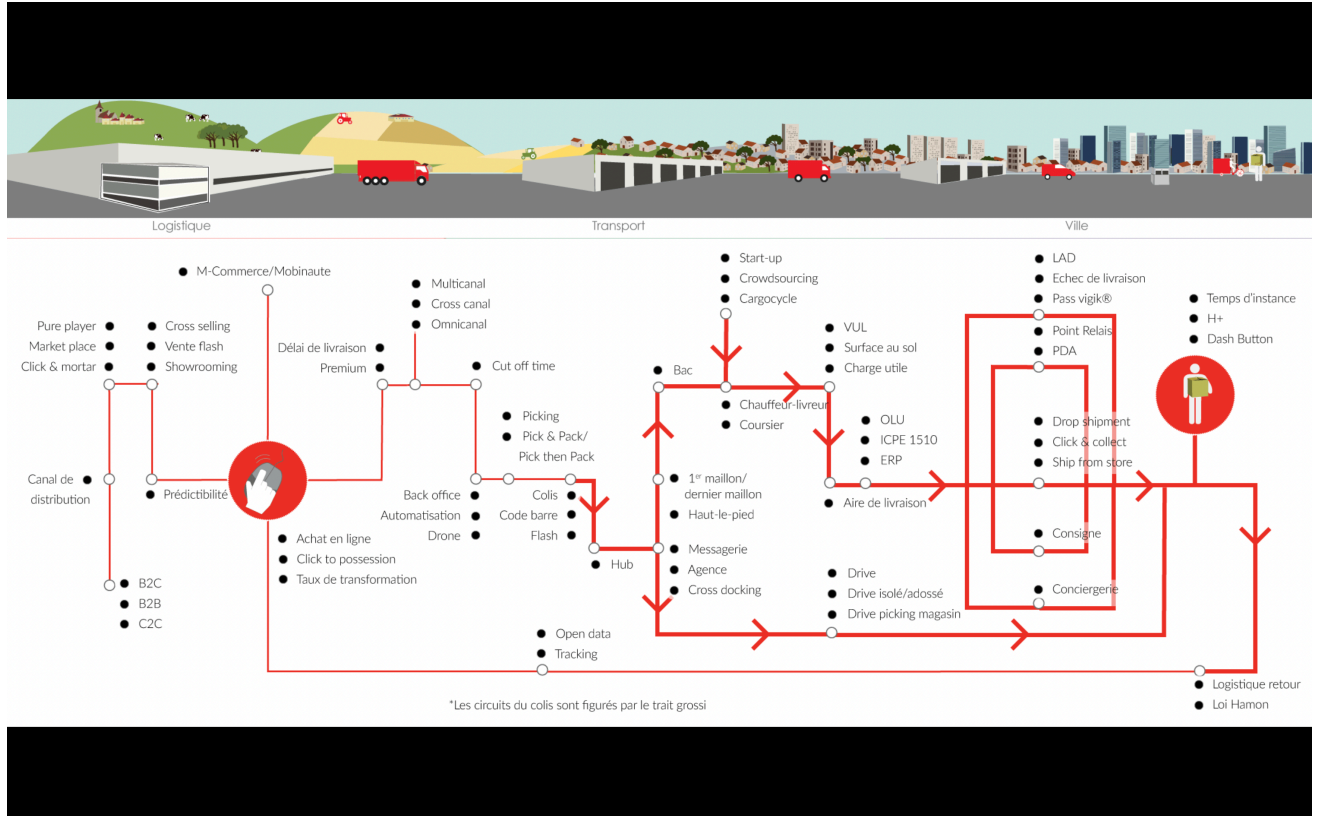 Logistique
Transport
Ville
M-Commerce/Mobinaute
Pure player
Market place
Click & mortar
Cross selling
Vente flash
Showrooming
Canal de
distribution
Prédictibilité
B2C
B2B
C2C
Achat en ligne
Click to possession
Taux de transformation
Délai de livraison
Premium
Multicanal
Cross canal
Omnicanal
Cut off time
Picking
Pick & Pack/
Pick then Pack
Back office
Automatisation
Drone
Colis
Code barre
Flash
Hub
Open data
Tracking
Bac
1er maillon/
dernier maillon
Haut-le-pied
Messagerie
Agence
Cross docking
Start-up
Crowdsourcing
Cargocycle
Chauffeur-livreur
Coursier
VUL
Surface au sol
Charge utile
OLU
ICPE 1510
ERP
Aire de livraison
Drive
Drive isolé/adossé
Drive picking magasin
LAD
Echec de livraison
Pass vigik®
Point Relais
PDA
Drop shipment
Click & collect
Ship from store
Consigne
Conciergerie
Temps d'instance
H+
Dash Button
Logistique retour
Loi Hamon
*Les circuits du colis sont figurés par le trait grossi